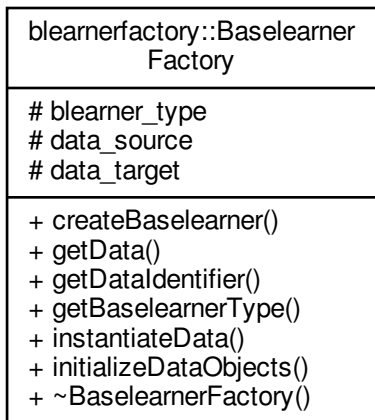 blearnerfactory::Baselearner
Factory
# blearner_type
# data_source
# data_target
+ createBaselearner()
+ getData()
+ getDataIdentifier()
+ getBaselearnerType()
+ instantiateData()
+ initializeDataObjects()
+ ~BaselearnerFactory()